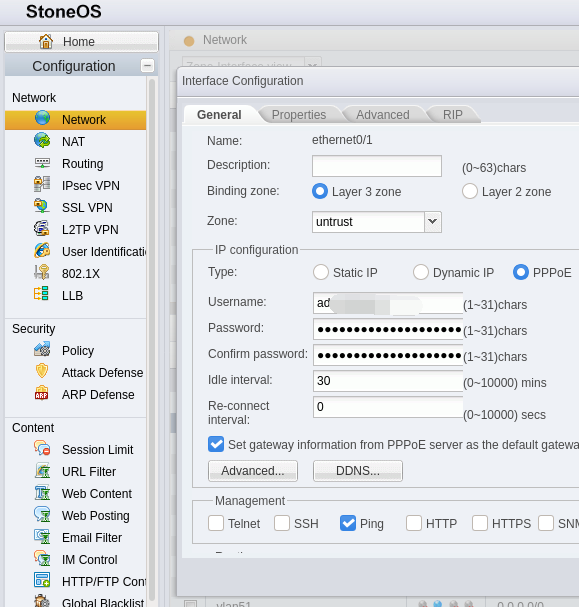 StoneOS
Home
Configuration
Network
Network
NAT
Routing
IPsec VPN
SSL VPN
L2TP VPN
User Identificati
802.1X
LLB
Security
Policy
Attack Defense
ARP Defense
Content
Session Limit
URL Filter
Web Content
Web Posting
Email Filter
IM Control
HTTP/FTP Con
Global Blacklist
Network
Interface Configuration
General Properties Advanced RIP
Name: ethernet0/1
Description: (0~63)chars
Binding zone: Layer 3 zone Layer 2 zone
Zone: untrust
IP configuration
Type: Static IP Dynamic IP PPPoE
Username: ad (1~31)chars
Password: ●●●●●●●●●●●●●●●●●●●● (1~31)chars
Confirm password: ●●●●●●●●●●●●●●●●●●●● (1~31)chars
Idle interval: 30 (0~10000) mins
Re-connect
interval: 0 (0~10000) secs
Set gateway information from PPPoE server as the default gatewa
Advanced... DDNS...
Management
Telnet SSH Ping HTTP HTTPS SNM
vlan51 0.0.0.0/0